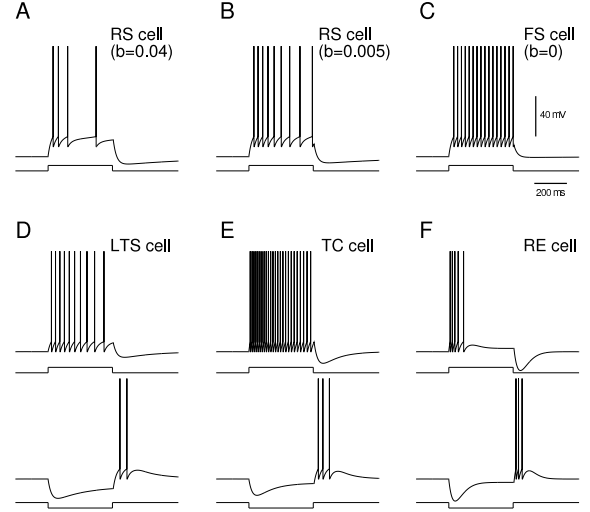 A
RS cell
(b=0.04)
B
RS cell
(b=0.005)
C
FS cell
(b=0)
40 mV
200 ms
D
LTS cell
E
TC cell
F
RE cell